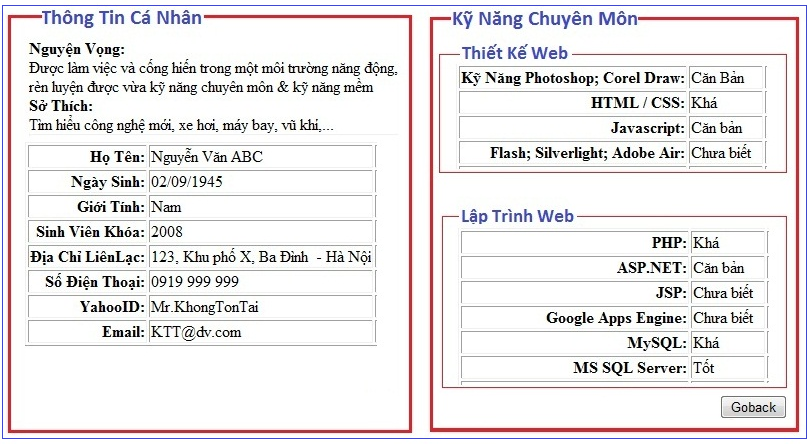 Thông Tin Cá Nhân
Nguyện Vọng:
Được làm việc và cống hiến trong một môi trường năng động,
rèn luyện được vừa kỹ năng chuyên môn & kỹ năng mềm
Sở Thích:
Tìm hiểu công nghệ mới, xe hơi, máy bay, vũ khí,...
Họ Tên: Nguyễn Văn ABC
Ngày Sinh: 02/09/1945
Giới Tính: Nam
Sinh Viên Khóa: 2008
Địa Chỉ LiênLạc: 123, Khu phố X, Ba Đình - Hà Nội
Số Điện Thoại: 0919 999 999
YahooID: Mr.KhongTonTai
Email: KTT@dv.com
Kỹ Năng Chuyên Môn
Thiết Kế Web
Kỹ Năng Photoshop; Corel Draw: Căn Bản
HTML / CSS: Khá
Javascript: Căn bản
Flash; Silverlight; Adobe Air: Chưa biết
Lập Trình Web
PHP: Khá
ASP.NET: Căn bản
JSP: Chưa biết
Google Apps Engine: Chưa biết
MySQL: Khá
MS SQL Server: Tốt
Goback